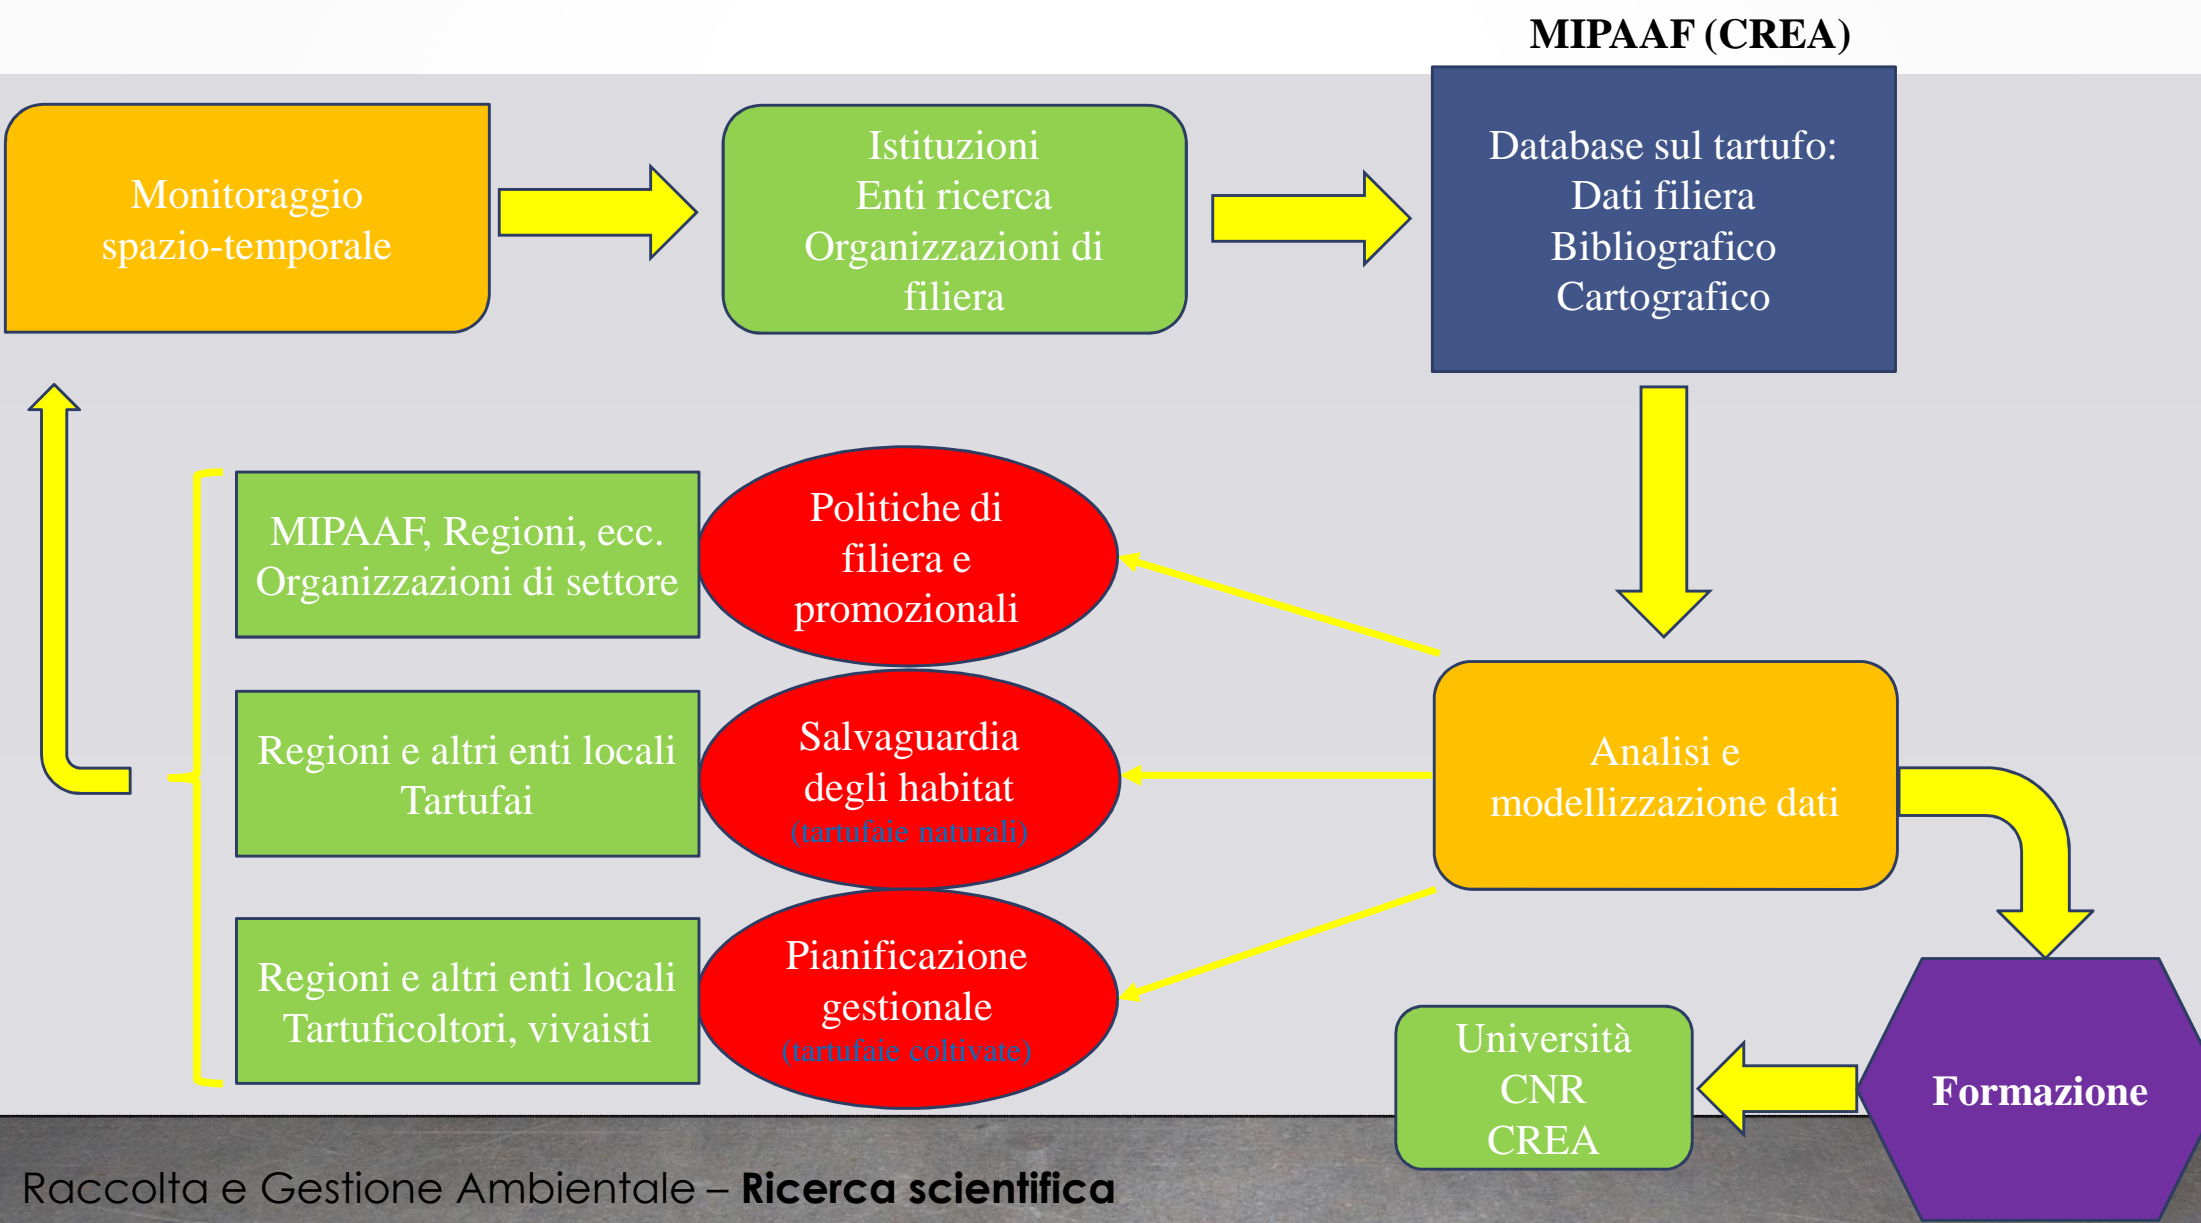 MIPAAF (CREA)
Monitoraggio
spazio-temporale
Istituzioni
Enti ricerca
Organizzazioni di
filiera
Database sul tartufo:
Dati filiera
Bibliografico
Cartografico
MIPAAF, Regioni, ecc.
Organizzazioni di settore
Politiche di
filiera e
promozionali
Regioni e altri enti locali
Tartufai
Salvaguardia
degli habitat
(tartufaie naturali)
Analisi e
modellizzazione dati
Regioni e altri enti locali
Tartuficoltori, vivaisti
Pianificazione
gestionale
(tartufaie coltivate)
Università
CNR
CREA
Formazione
Raccolta e Gestione Ambientale – Ricerca scientifica